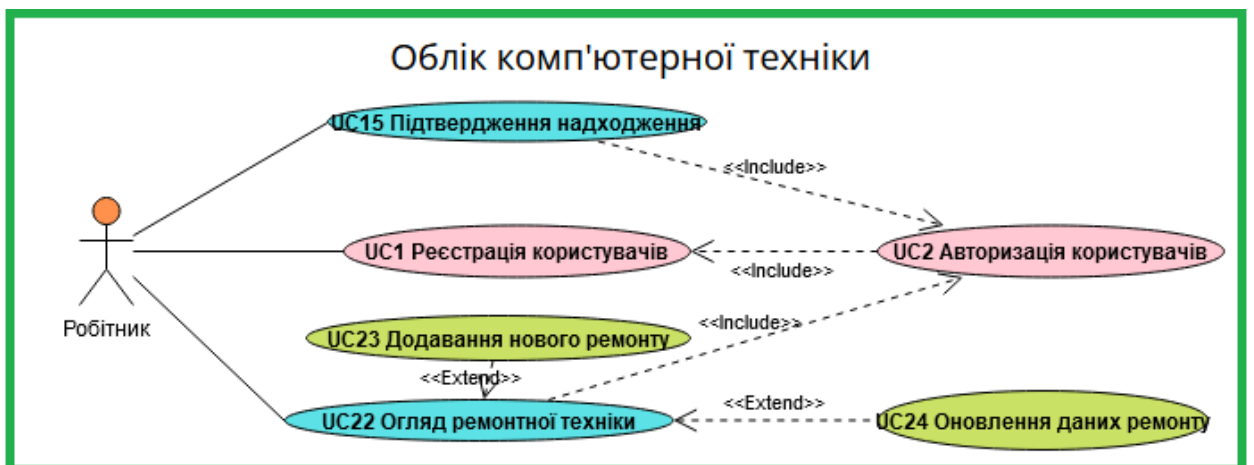 Облік комп'ютерної техніки
UC15 Підтвердження надходження
<<Include>>
UC1 Реєстрація користувачів
UC2 Авторизація користувачів
<<Include>>
Робітник
<<Include>>
UC23 Додавання нового ремонту
<<Extend>>
<<Extend>>
UC22 Огляд ремонтної техніки
UC24 Оновлення даних ремонту